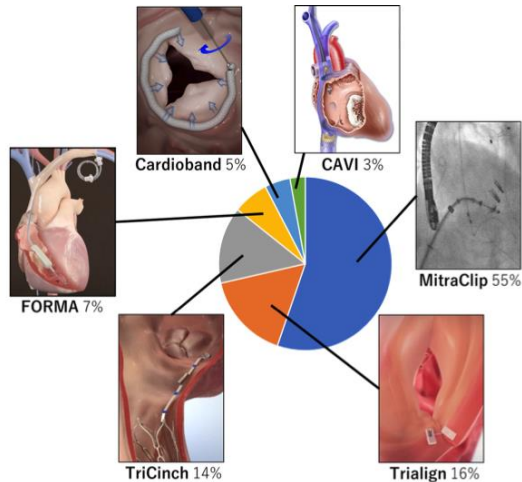 Cardioband 5%
CAVI 3%
MitraClip 55%
FORMA 7%
TriCinch 14%
Trialign 16%